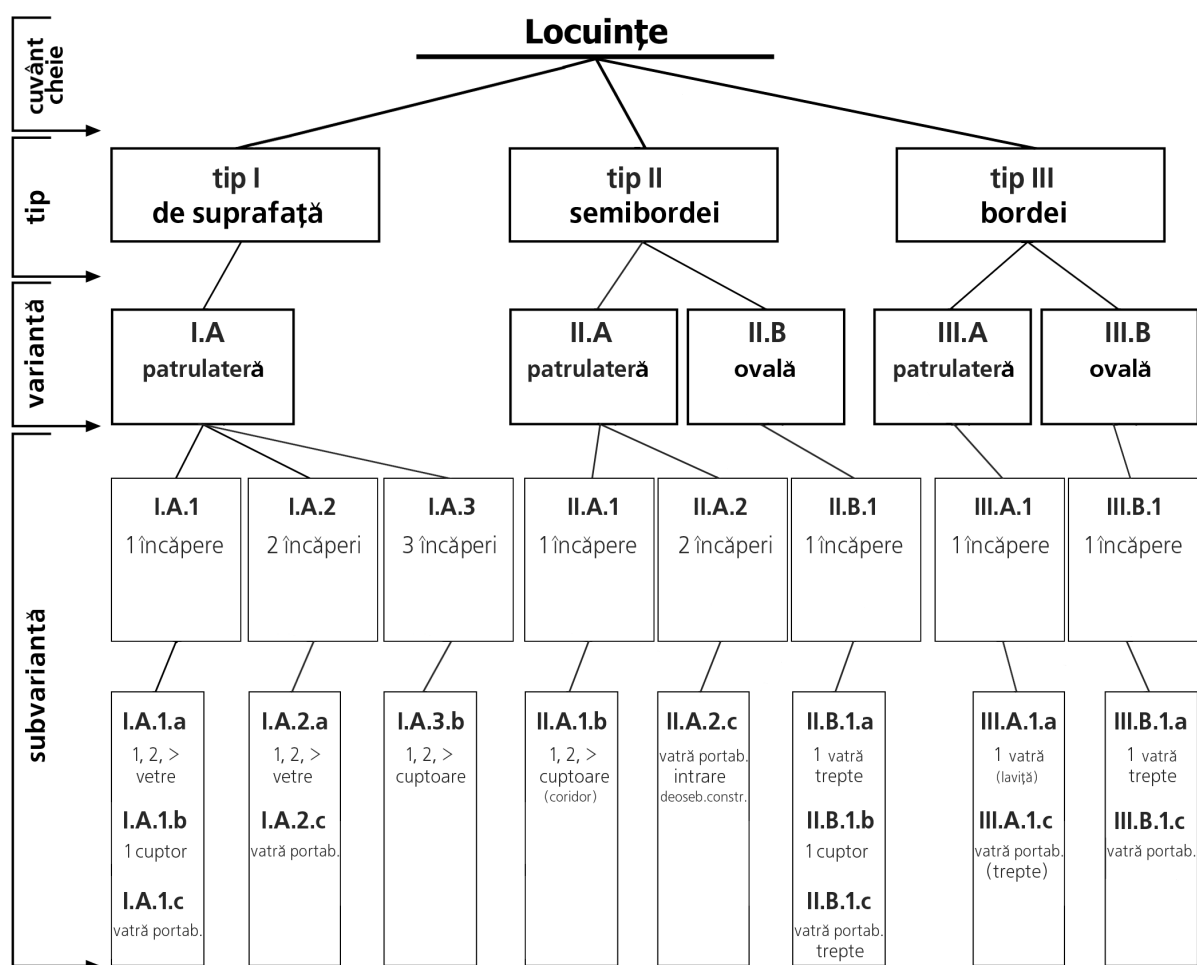 Locuințe
cuvânt
cheie
tip
tip I
de suprafață
tip II
semibordei
tip III
bordei
variantă
I.A
patrulateră
II.A
patrulateră
II.B
ovală
III.A
patrulateră
III.B
ovală
subvariantă
I.A.1
1 încăpere
I.A.2
2 încăperi
I.A.3
3 încăperi
II.A.1
1 încăpere
II.A.2
2 încăperi
II.B.1
1 încăpere
III.A.1
1 încăpere
III.B.1
1 încăpere
I.A.1.a
1, 2, >
vetre
I.A.1.b
1 cuptor
I.A.1.c
vatră portab.
I.A.2.a
1, 2, >
vetre
I.A.2.c
vatră portab.
I.A.3.b
1, 2, >
cuptoare
II.A.1.b
1, 2, >
cuptoare
(coridor)
II.A.2.c
vatră portab.
intrare
deoseb.constr.
II.B.1.a
1 vatră
trepte
II.B.1.b
1 cuptor
II.B.1.c
vatră portab.
trepte
III.A.1.a
1 vatră
(laviță)
III.A.1.c
vatră portab.
(trepte)
III.B.1.a
1 vatră
trepte
III.B.1.c
vatră portab.